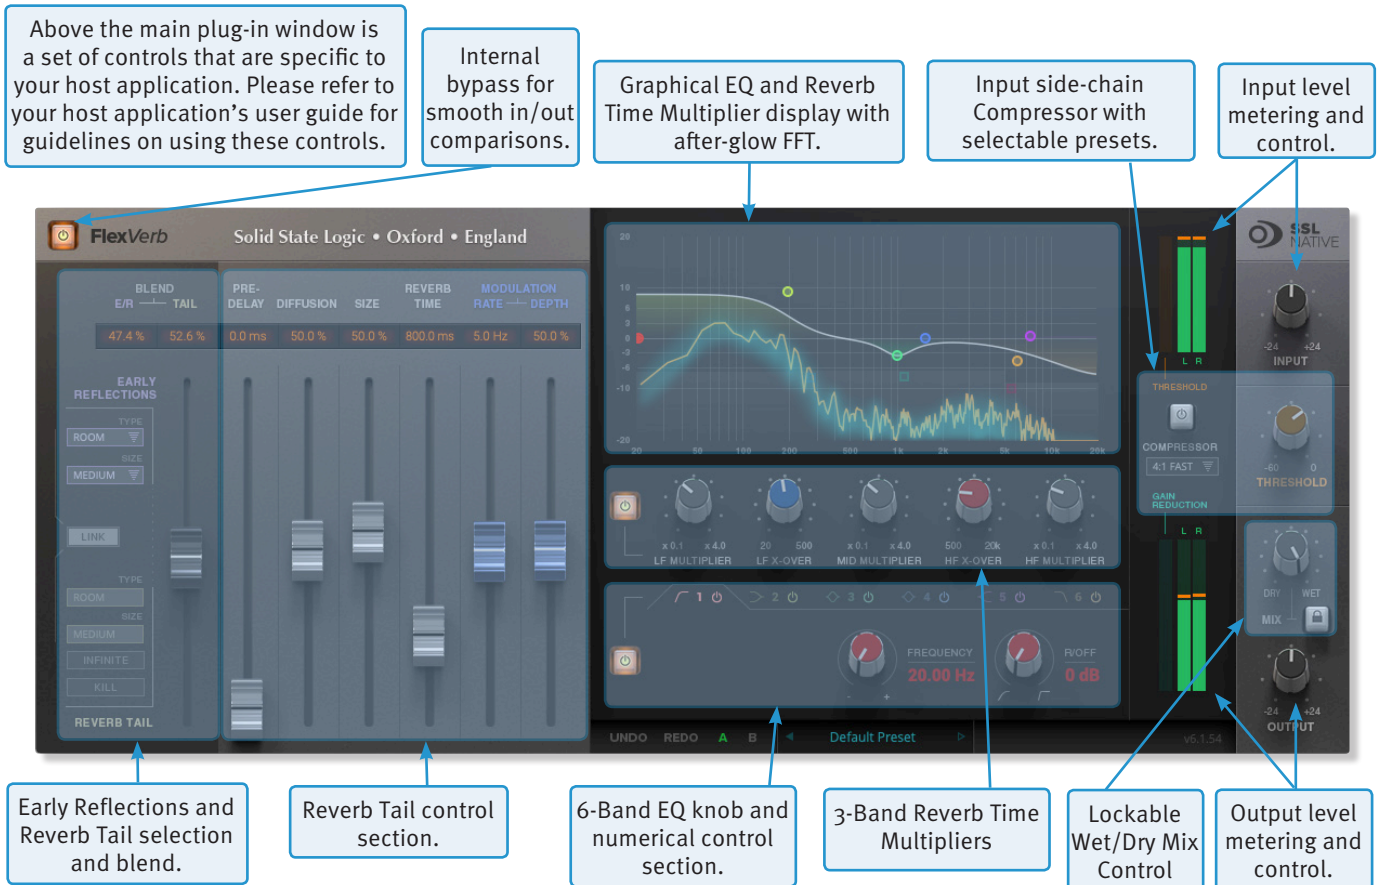 Above the main plug-in window is
a set of controls that are specific to
your host application. Please refer to
your host application's user guide for
guidelines on using these controls.
Internal
bypass for
smooth in/out
comparisons.
Graphical EQ and Reverb
Time Multiplier display with
after-glow FFT.
Input side-chain
Compressor with
selectable presets.
Input level
metering and
control.
FlexVerb
Solid State Logic • Oxford • England
SSL
NATIVE
BLEND
E/R TAIL
PRE-
DELAY
DIFFUSION
SIZE
REVERB
TIME
MODULATION
RATE DEPTH
47.4 % 52.6 % 0.0 ms 50.0 % 50.0 % 800.0 ms 5.0 Hz 50.0 %
EARLY
REFLECTIONS
TYPE
ROOM
SIZE
MEDIUM
LINK
TYPE
ROOM
SIZE
MEDIUM
INFINITE
KILL
REVERB TAIL
20
10
6
3
0
-3
-6
-10
-20
20 50 100 200 500 1k 2k 5k 10k 20k
x 0.1 x 4.0
LF MULTIPLIER
20 500
LF X-OVER
x 0.1 x 4.0
MID MULTIPLIER
500 20k
HF X-OVER
x 0.1 x 4.0
HF MULTIPLIER
1 2 3 4 5 6
FREQUENCY
20.00 Hz
- +
R/OFF
0 dB
UNDO REDO A B Default Preset v6.1.54
L R
-24 +24
INPUT
THRESHOLD
COMPRESSOR
4:1 FAST
-60 0
THRESHOLD
GAIN
REDUCTION
L R
DRY WET
MIX
-24 +24
OUTPUT
Early Reflections and
Reverb Tail selection
and blend.
Reverb Tail control
section.
6-Band EQ knob and
numerical control
section.
3-Band Reverb Time
Multipliers
Lockable
Wet/Dry Mix
Control
Output level
metering and
control.